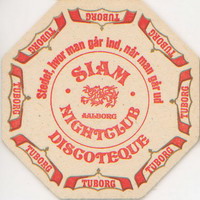 TUBORG
TUBORG
TUBORG
TUBORG
TUBORG
TUBORG
TUBORG
TUBORG
Stedet, hvor man går ind, når man går ud
SIAM
AALBORG
NIGHTCLUB
DISCOTEQUE